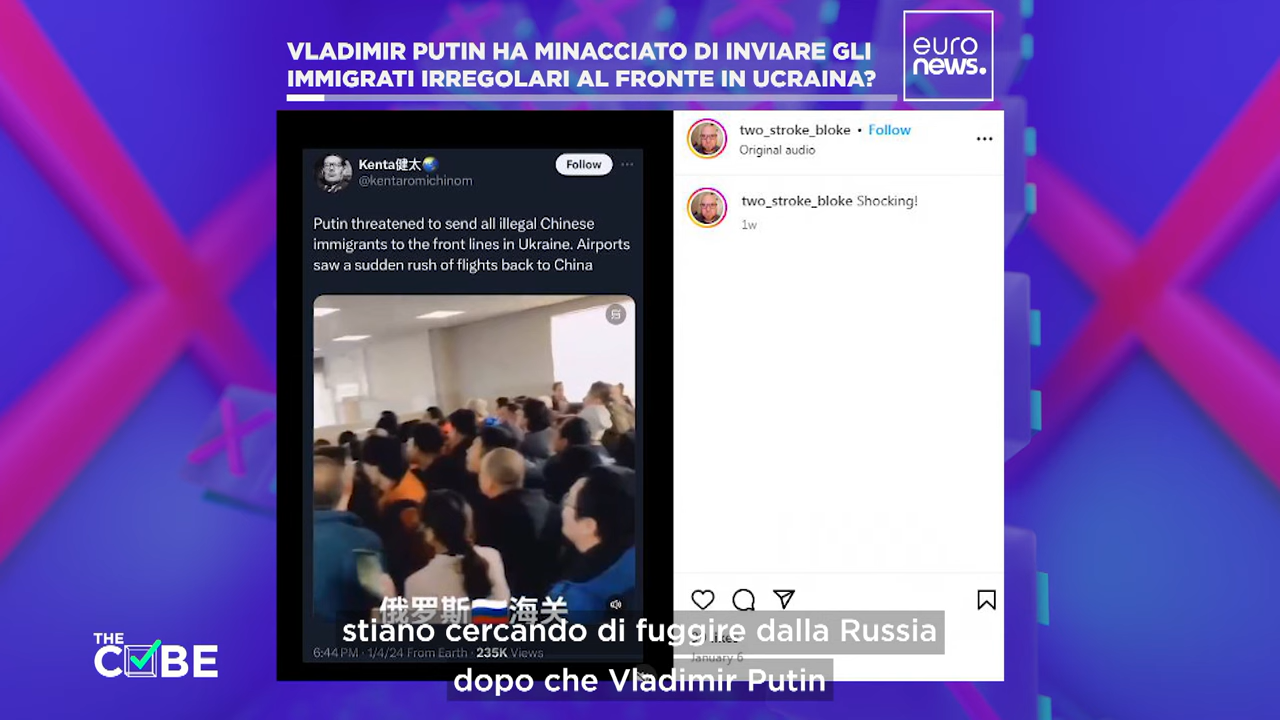 VLADIMIR PUTIN HA MINACCIATO DI INVIARE GLI
IMMIGRATI IRREGOLARI AL FRONTE IN UCRAINA?
euro
news.
Kenta健太
@kentaromichinom
Follow
Putin threatened to send all illegal Chinese
immigrants to the front lines in Ukraine. Airports
saw a sudden rush of flights back to China
俄罗斯🇷🇺海关
6:44 PM · 1/4/24 From Earth · 235K Views
two_stroke_bloke • Follow
Original audio
two_stroke_bloke Shocking!
1w
January 6
stiano cercando di fuggire dalla Russia
dopo che Vladimir Putin
THE
CUBE